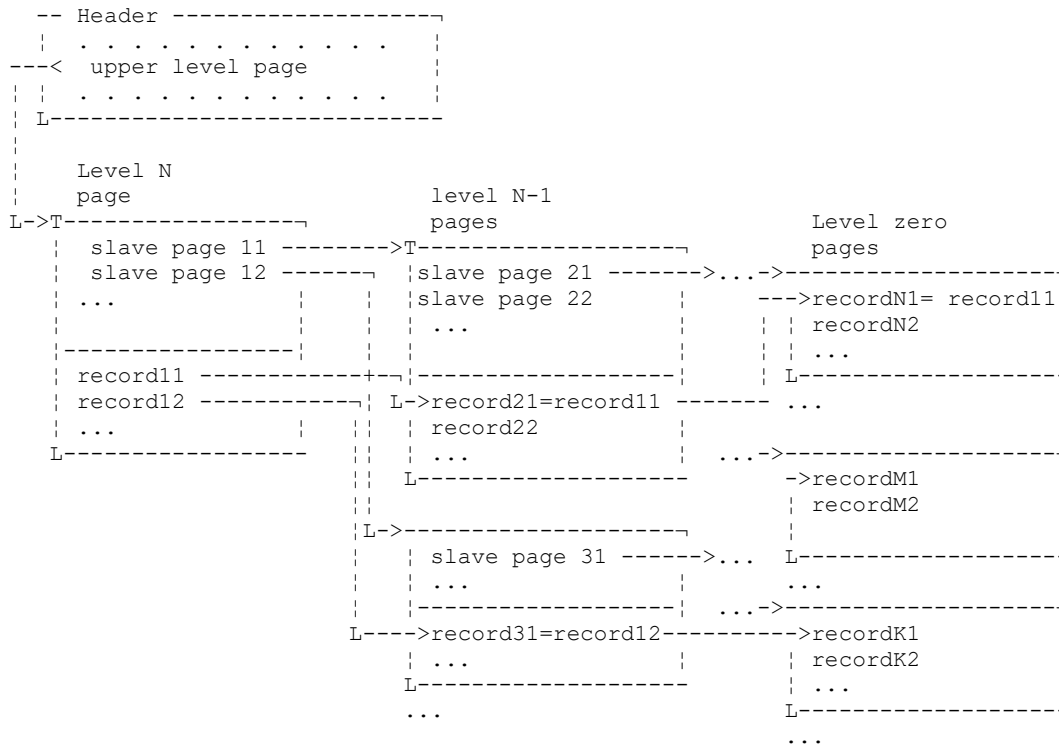 -- Header --------------------¬
¦ . . . . . . . . . . . . ¦
---< upper level page ¦
¦ ¦ . . . . . . . . . . . . ¦
¦ L-----------------------------
¦
¦ Level N
¦ page level N-1
L->T-----------------¬ pages Level zero
¦ slave page 11 -------->T-------------------¬ pages
¦ slave page 12 ------¬ ¦slave page 21 ------->...->--------------------
¦ ... ¦ ¦ ¦slave page 22 ¦ --->recordN1= record11
¦ ¦ ¦ ¦ ... ¦ ¦ ¦ recordN2
¦-----------------¦ ¦ ¦ ¦ ¦ ¦ ...
¦ record11 ------------+-¬ ¦-------------------¦ ¦ L--------------------
¦ record12 -----------¬¦ L->record21=record11 ------- ...
¦ ... ¦ ¦¦ ¦ record22 ¦
L------------------ ¦¦ ¦ ... ¦ ...->--------------------
¦¦ L-------------------- ->recordM1
¦¦ ¦ recordM2
¦L->--------------------¬ ¦
¦ ¦ slave page 31 ------>... L--------------------
¦ ¦ ... ¦ ...
¦ ¦-------------------¦ ...->--------------------
L---->record31=record12---------->recordK1
¦ ... ¦ ¦ recordK2
L-------------------- ¦ ...
... L--------------------
...